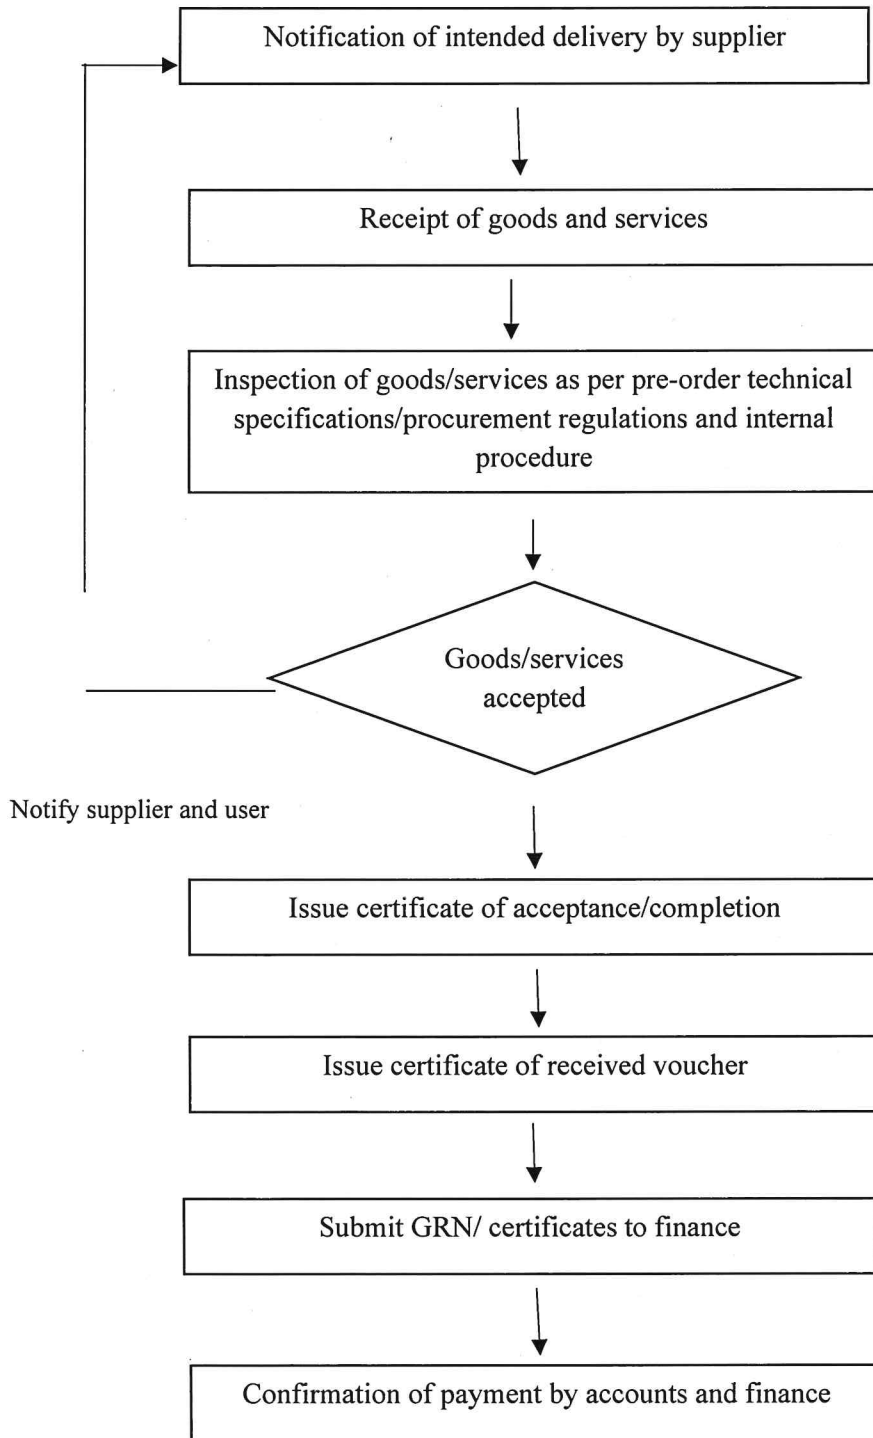 Notification of intended delivery by supplier
Receipt of goods and services
Inspection of goods/services as per pre-order technical
specifications/procurement regulations and internal
procedure
Goods/services
accepted
Notify supplier and user
Issue certificate of acceptance/completion
Issue certificate of received voucher
Submit GRN/ certificates to finance
Confirmation of payment by accounts and finance